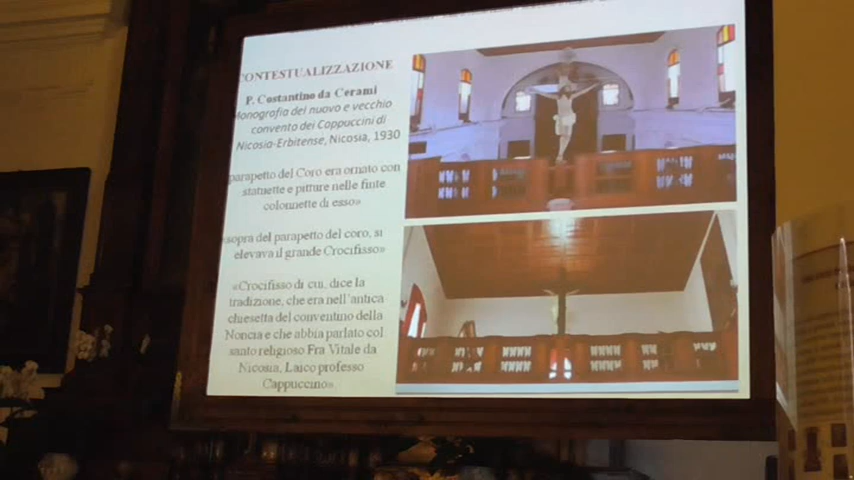 CONTESTUALIZZAZIONE
P. Costantino da Cerami
Monografia del nuovo e vecchio
convento dei Cappuccini di
Nicosia-Erbitense, Nicosia, 1930
parapetto del Coro era ornato con
statuette e pitture nelle finte
colonnette di esso»
«sopra del parapetto del coro, si
elevava il grande Crocifisso»
«Crocifisso di cui, dice la
tradizione, che era nell'antica
chiesetta del conventino della
Noncia e che abbia parlato col
santo religioso Fra Vitale da
Nicosia, Laico professo
Cappuccino»